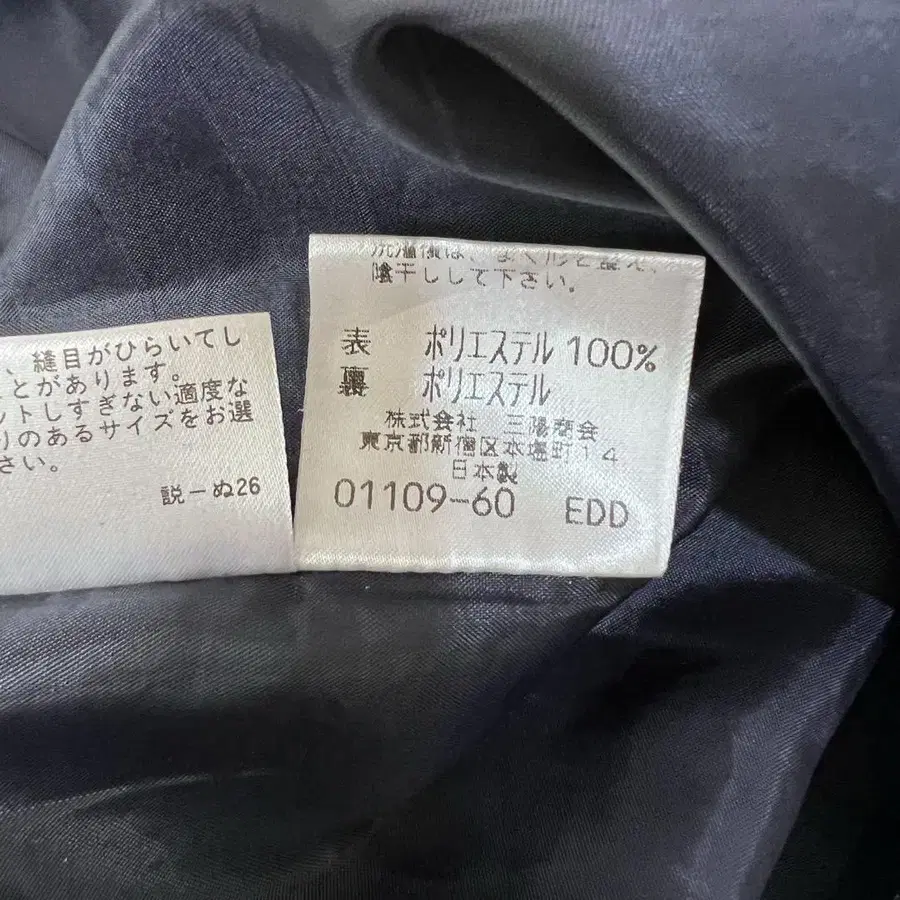 、縫目がひらいてし
とがあります。
ットしすぎない適度な
りのあるサイズをお選
さい。
説－ぬ26
陰干しして下さい。
表 ポリエステル 100%
裏 ポリエステル
株式会社 三陽商会
東京都新宿区本塩町14
日本製
01109-60 EDD